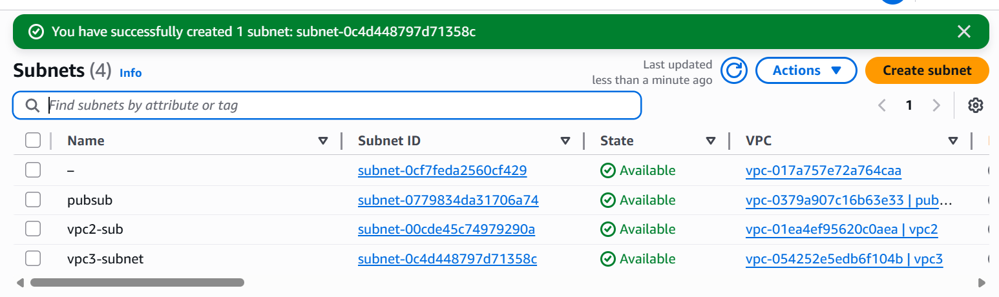 You have successfully created 1 subnet: subnet-0c4d448797d71358c
Subnets (4) Info
Last updated
less than a minute ago
Actions
Create subnet
Find subnets by attribute or tag
1
Name Subnet ID State VPC
– subnet-0cf7feda2560cf429 Available vpc-017a757e72a764caa
pubsub subnet-0779834da31706a74 Available vpc-0379a907c16b63e33 | pub…
vpc2-sub subnet-00cde45c74979290a Available vpc-01ea4ef95620c0aea | vpc2
vpc3-subnet subnet-0c4d448797d71358c Available vpc-054252e5edb6f104b | vpc3